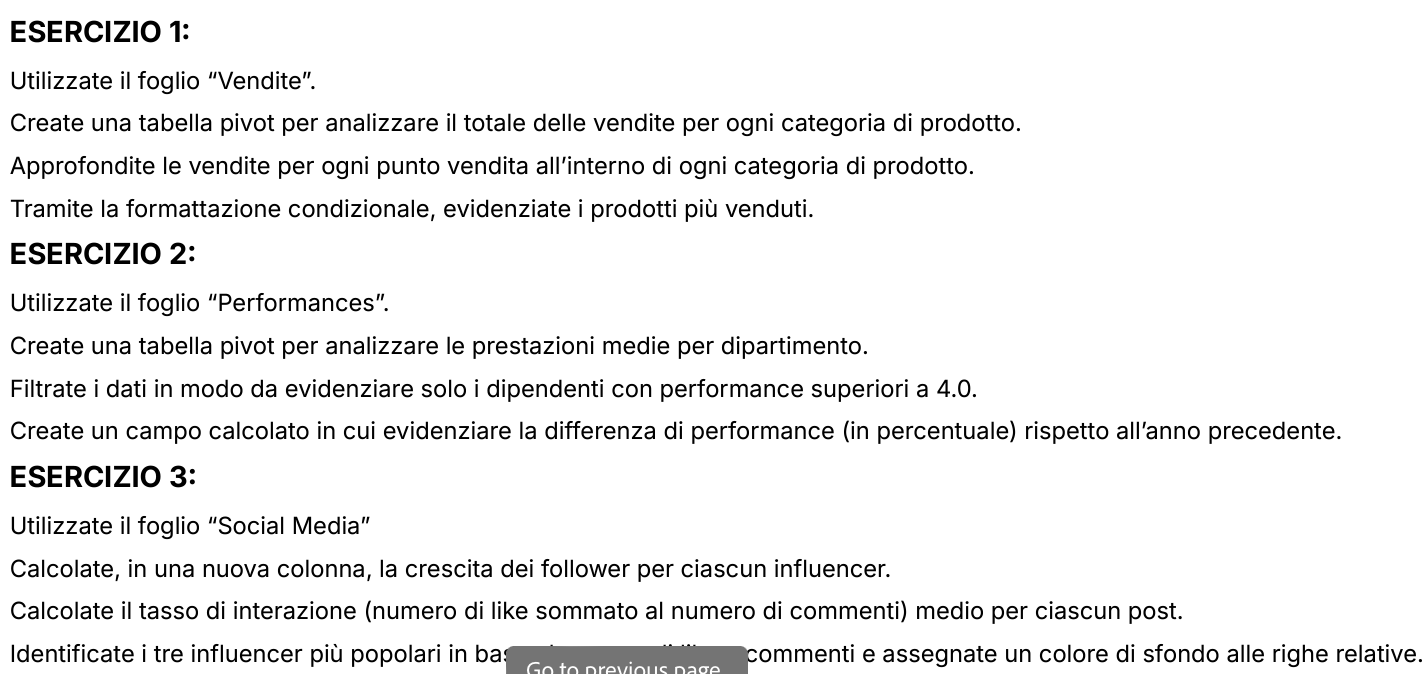 ESERCIZIO 1:
Utilizzate il foglio “Vendite”.
Create una tabella pivot per analizzare il totale delle vendite per ogni categoria di prodotto.
Approfondite le vendite per ogni punto vendita all’interno di ogni categoria di prodotto.
Tramite la formattazione condizionale, evidenziate i prodotti più venduti.
ESERCIZIO 2:
Utilizzate il foglio “Performances”.
Create una tabella pivot per analizzare le prestazioni medie per dipartimento.
Filtrate i dati in modo da evidenziare solo i dipendenti con performance superiori a 4.0.
Create un campo calcolato in cui evidenziare la differenza di performance (in percentuale) rispetto all’anno precedente.
ESERCIZIO 3:
Utilizzate il foglio “Social Media”
Calcolate, in una nuova colonna, la crescita dei follower per ciascun influencer.
Calcolate il tasso di interazione (numero di like sommato al numero di commenti) medio per ciascun post.
Identificate i tre influencer più popolari in commenti e assegnate un colore di sfondo alle righe relative.
Go to previous page